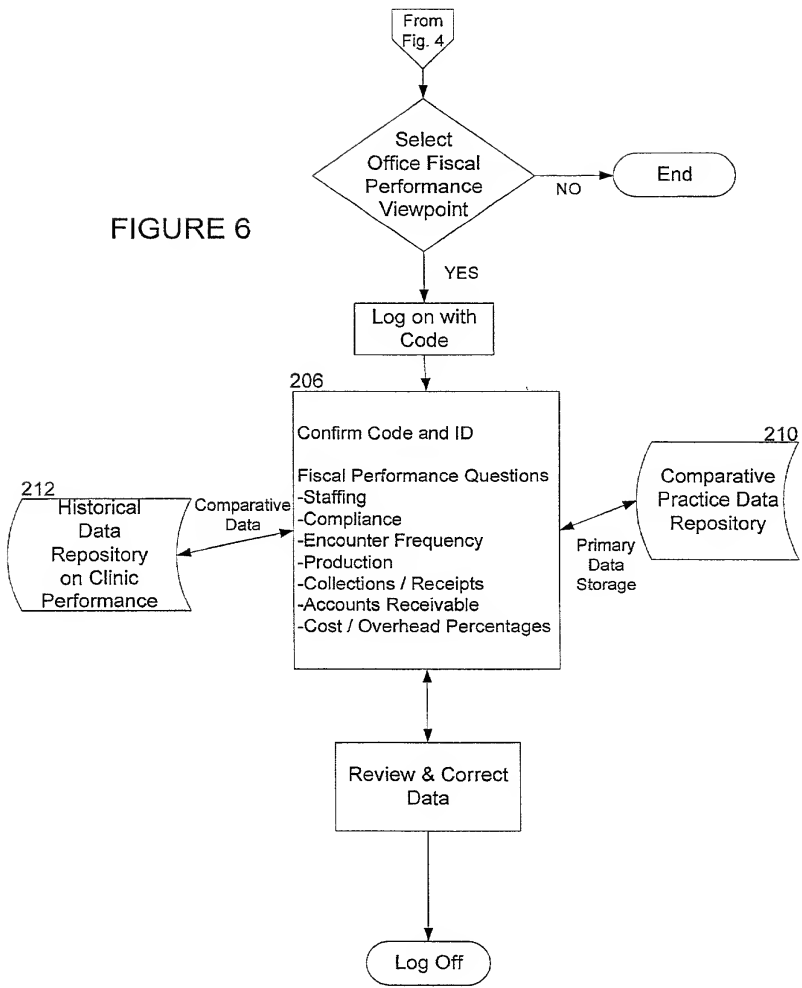 From
Fig. 4
Select
Office Fiscal
Performance
Viewpoint
NO
End
FIGURE 6
YES
Log on with
Code
206
Confirm Code and ID
Fiscal Performance Questions
-Staffing
-Compliance
-Encounter Frequency
-Production
-Collections / Receipts
-Accounts Receivable
-Cost / Overhead Percentages
210
Comparative
Practice Data
Repository
Primary
Data
Storage
212
Historical
Data
Repository
on Clinic
Performance
Comparative
Data
Review & Correct
Data
Log Off